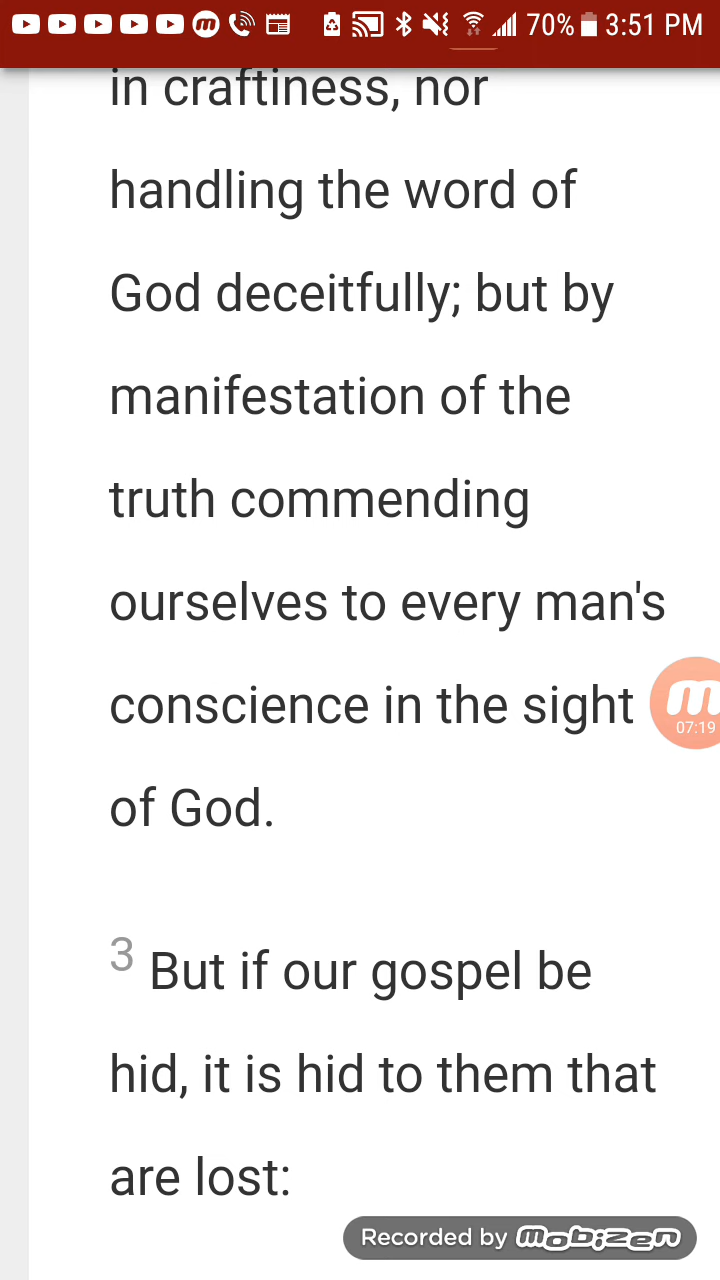 70% 3:51 PM
in craftiness, nor
handling the word of
God deceitfully; but by
manifestation of the
truth commending
ourselves to every man's
conscience in the sight
07:19
of God.
3 But if our gospel be
hid, it is hid to them that
are lost:
Recorded by mobizen